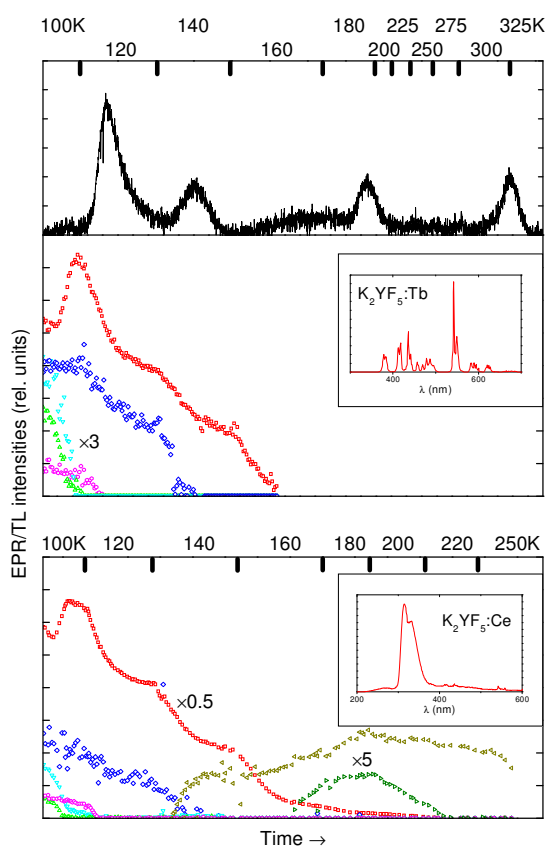 100K 180 225 275 325K
120 140 160 200 250 300
K2YF5:Tb
400 600
λ (nm)
×3
EPR/TL intensities (rel. units)
100K 120 140 160 180 190 200 220 250K
K2YF5:Ce
200 400 600
λ (nm)
×0.5
×5
Time →